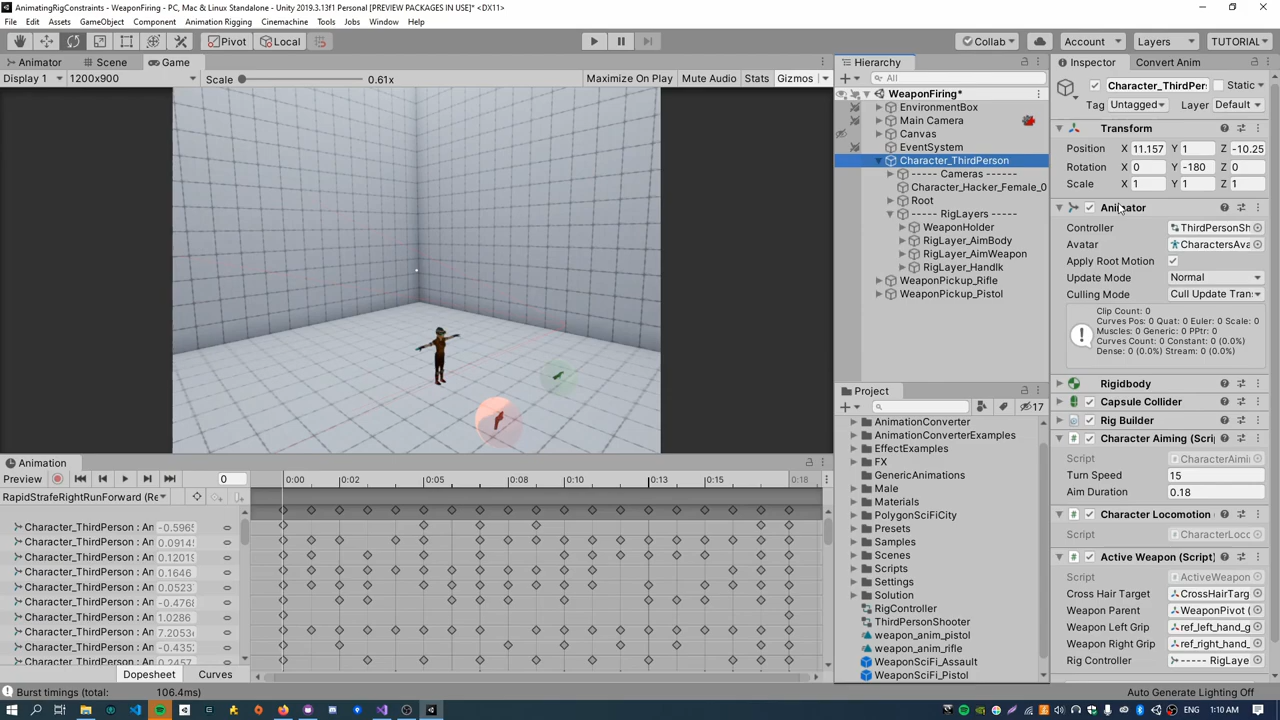 AnimatingRigConstraints - WeaponFiring - PC, Mac & Linux Standalone - Unity 2019.3.13f1 Personal [PREVIEW PACKAGES IN USE]* <DX11>
File Edit Assets GameObject Component Animation Rigging Cinemachine Tools Jobs Window Help
Pivot Local Collab Account Layers TUTORIAL
Animator Scene Game
Display 1 1200x900 Scale 0.61x Maximize On Play Mute Audio Stats Gizmos
Hierarchy
All
WeaponFiring*
EnvironmentBox
Main Camera
Canvas
EventSystem
Character_ThirdPerson
----- Cameras -----
Character_Hacker_Female_0
Root
----- RigLayers -----
WeaponHolder
RigLayer_AimBody
RigLayer_AimWeapon
RigLayer_HandIk
WeaponPickup_Rifle
WeaponPickup_Pistol
Project
17
AnimationConverter
AnimationConverterExamples
EffectExamples
FX
GenericAnimations
Male
Materials
PolygonSciFiCity
Presets
Samples
Scenes
Scripts
Settings
Solution
RigController
ThirdPersonShooter
weapon_anim_pistol
weapon_anim_rifle
WeaponSciFi_Assault
WeaponSciFi_Pistol
Inspector Convert Anim
Character_ThirdPer Static
Tag Untagged Layer Default
Transform
Position X 11.157 Y 1 Z -10.25
Rotation X 0 Y -180 Z 0
Scale X 1 Y 1 Z 1
Animator
Controller ThirdPersonSh
Avatar CharactersAva
Apply Root Motion
Update Mode Normal
Culling Mode Cull Update Tran
Clip Count: 0
Curves Pos: 0 Quat: 0 Euler: 0 Scale: 0
Muscles: 0 Generic: 0 PPtr: 0
Curves Count: 0 Constant: 0 (0.0%)
Dense: 0 (0.0%) Stream: 0 (0.0%)
Rigidbody
Capsule Collider
Rig Builder
Character Aiming (Scri
Script CharacterAimi
Turn Speed 15
Aim Duration 0.18
Character Locomotion
Script CharacterLoco
Active Weapon (Script)
Script ActiveWeapon
Cross Hair Target CrossHairTarg
Weapon Parent WeaponPivot (
Weapon Left Grip ref_left_hand_g
Weapon Right Grip ref_right_hand_
Rig Controller ----- RigLaye
Animation
Preview 0 0:00 0:02 0:05 0:08 0:10 0:13 0:15 0:18
RapidStrafeRightRunForward (Re
Character_ThirdPerson : An -0.5965
Character_ThirdPerson : An 0.0914
Character_ThirdPerson : An 0.12019
Character_ThirdPerson : An 0.1646
Character_ThirdPerson : An 0.0523
Character_ThirdPerson : An -0.4768
Character_ThirdPerson : An 1.0286
Character_ThirdPerson : An 7.2053
Character_ThirdPerson : An -0.435
Character_ThirdPerson : An 0.2457
Dopesheet Curves
Burst timings (total: 106.4ms) Auto Generate Lighting Off
ENG 1:10 AM